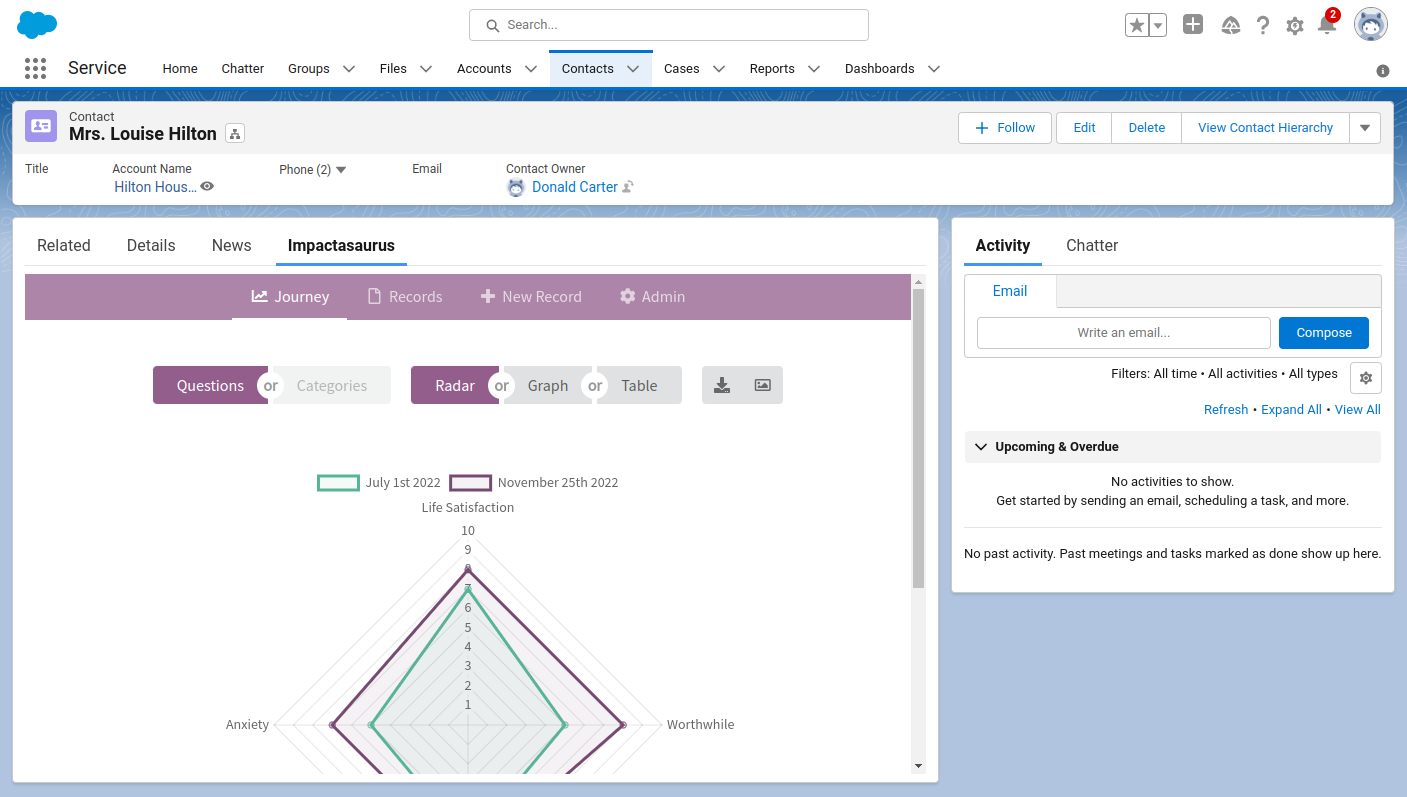 Search...
2
Service
Home
Chatter
Groups
Files
Accounts
Contacts
Cases
Reports
Dashboards
Contact
Mrs. Louise Hilton
Follow
Edit
Delete
View Contact Hierarchy
Title
Account Name
Phone (2)
Email
Contact Owner
Hilton Hous...
Donald Carter
Related
Details
News
Impactasaurus
Journey
Records
New Record
Admin
Questions
or
Categories
Radar
or
Graph
or
Table
July 1st 2022
November 25th 2022
Life Satisfaction
10
9
8
7
6
5
4
3
2
1
Anxiety
Worthwhile
Activity
Chatter
Email
Write an email...
Compose
Filters: All time • All activities • All types
Refresh • Expand All • View All
Upcoming & Overdue
No activities to show.
Get started by sending an email, scheduling a task, and more.
No past activity. Past meetings and tasks marked as done show up here.